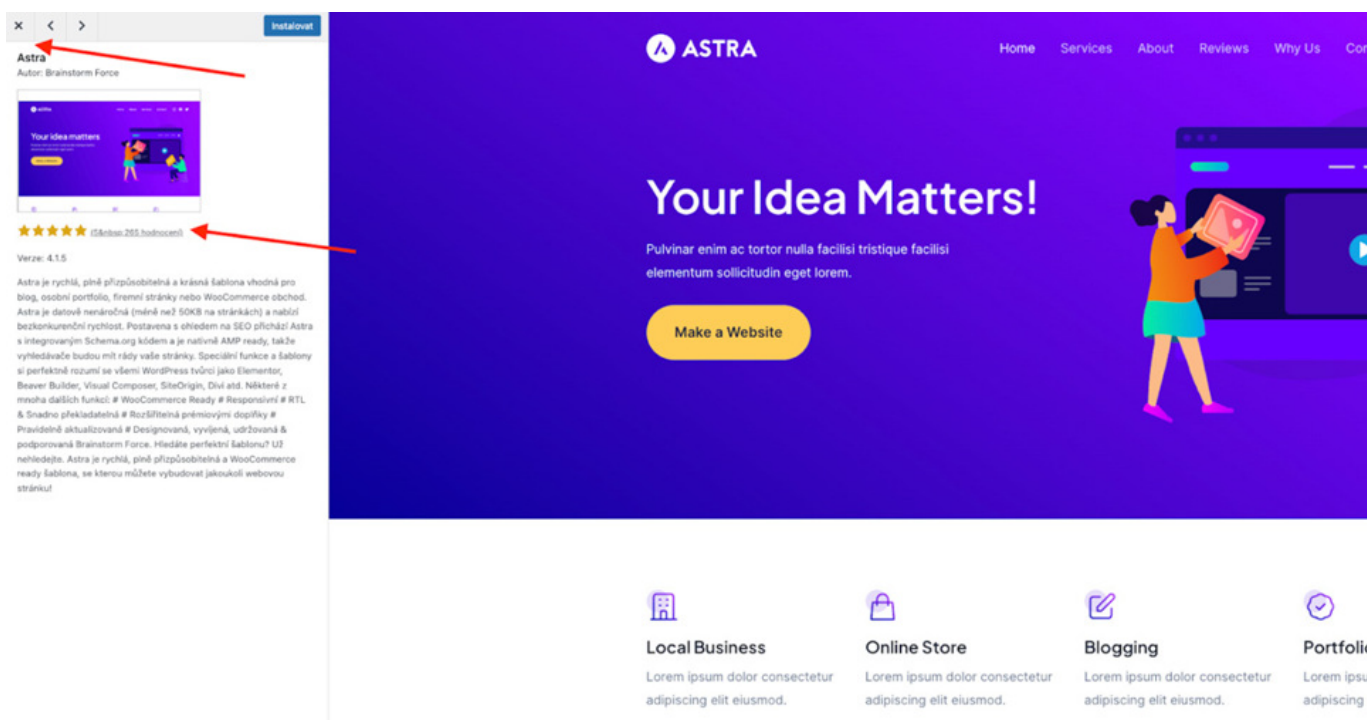 Instalovat
Astra
Autor: Brainstorm Force
Your idea matters
(5&nbsp;265 hodnocení)
Verze: 4.1.5
Astra je rychlá, plně přizpůsobitelná a krásná šablona vhodná pro
blog, osobní portfolio, firemní stránky nebo WooCommerce obchod.
Astra je datově nenáročná (méně než 50KB na stránkách) a nabízí
bezkonkurenční rychlost. Postavena s ohledem na SEO přichází Astra
s integrovaným Schema.org kódem a je nativně AMP ready, takže
vyhledávače budou mít rády vaše stránky. Speciální funkce a šablony
si perfektně rozumí se všemi WordPress tvůrci jako Elementor,
Beaver Builder, Visual Composer, SiteOrigin, Divi atd. Některé z
mnoha dalších funkcí: # WooCommerce Ready # Responsivní # RTL
& Snadno překladatelná # Rozšiřitelná prémiovými doplňky #
Pravidelně aktualizovaná # Designovaná, vyvíjená, udržovaná &
podporovaná Brainstorm Force. Hledáte perfektní šablonu? Už
nehledejte. Astra je rychlá, plně přizpůsobitelná a WooCommerce
ready šablona, se kterou můžete vybudovat jakoukoli webovou
stránku!
ASTRA
Home Services About Reviews Why Us Con
Your Idea Matters!
Pulvinar enim ac tortor nulla facilisi tristique facilisi
elementum sollicitudin eget lorem.
Make a Website
Local Business
Lorem ipsum dolor consectetur
adipiscing elit eiusmod.
Online Store
Lorem ipsum dolor consectetur
adipiscing elit eiusmod.
Blogging
Lorem ipsum dolor consectetur
adipiscing elit eiusmod.
Portfolio
Lorem ipsu
adipiscing